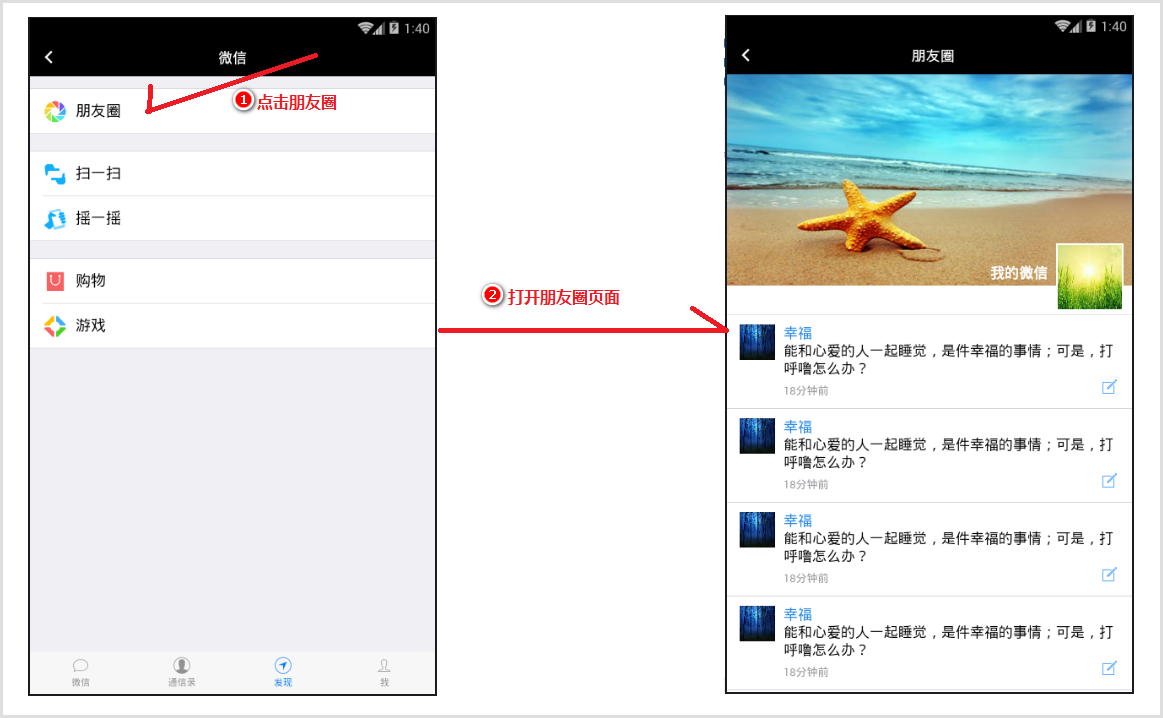 1:40
微信
朋友圈
1 点击朋友圈
扫一扫
摇一摇
购物
游戏
微信
通信录
发现
我
2 打开朋友圈页面
1:40
朋友圈
我的微信
幸福
能和心爱的人一起睡觉，是件幸福的事情；可是，打
呼噜怎么办？
18分钟前
幸福
能和心爱的人一起睡觉，是件幸福的事情；可是，打
呼噜怎么办？
18分钟前
幸福
能和心爱的人一起睡觉，是件幸福的事情；可是，打
呼噜怎么办？
18分钟前
幸福
能和心爱的人一起睡觉，是件幸福的事情；可是，打
呼噜怎么办？
18分钟前